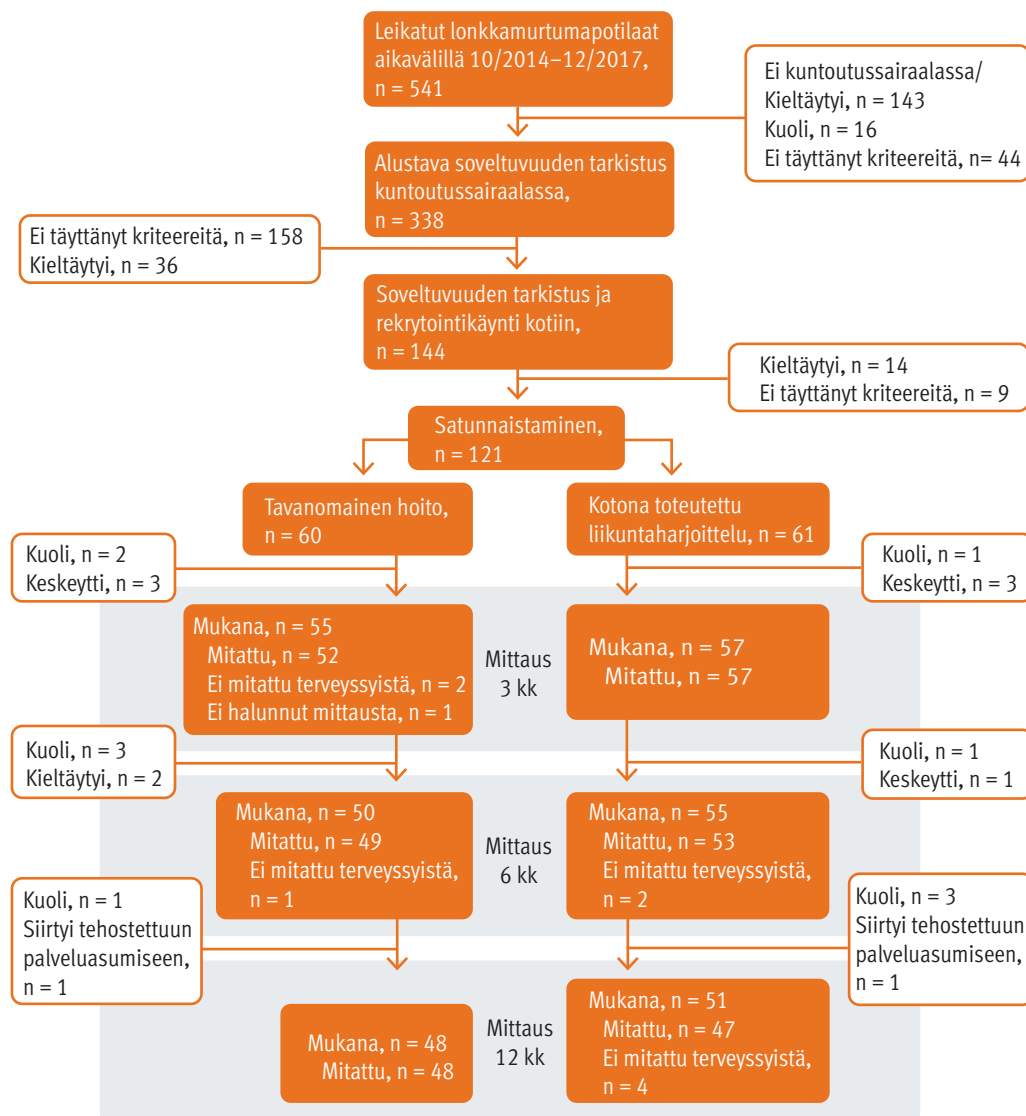 Leikatut lonkkamurtumapotilaat
aikavälillä 10/2014–12/2017,
n = 541
Ei kuntoutussairaalassa/
Kieltäytyi, n = 143
Kuoli, n = 16
Ei täyttänyt kriteereitä, n= 44
Alustava soveltuvuuden tarkistus
kuntoutussairaalassa,
n = 338
Ei täyttänyt kriteereitä, n = 158
Kieltäytyi, n = 36
Soveltuvuuden tarkistus ja
rekrytointikäynti kotiin,
n = 144
Kieltäytyi, n = 14
Ei täyttänyt kriteereitä, n = 9
Satunnaistaminen,
n = 121
Tavanomainen hoito,
n = 60
Kotona toteutettu
liikuntaharjoittelu, n = 61
Kuoli, n = 2
Keskeytti, n = 3
Kuoli, n = 1
Keskeytti, n = 3
Mukana, n = 55
Mitattu, n = 52
Ei mitattu terveyssyistä, n = 2
Ei halunnut mittausta, n = 1
Mittaus
3 kk
Mukana, n = 57
Mitattu, n = 57
Kuoli, n = 3
Kieltäytyi, n = 2
Kuoli, n = 1
Keskeytti, n = 1
Mukana, n = 50
Mitattu, n = 49
Ei mitattu terveyssyistä,
n = 1
Mittaus
6 kk
Mukana, n = 55
Mitattu, n = 53
Ei mitattu terveyssyistä,
n = 2
Kuoli, n = 1
Siirtyi tehostettuun
palveluasumiseen,
n = 1
Kuoli, n = 3
Siirtyi tehostettuun
palveluasumiseen,
n = 1
Mukana, n = 48
Mitattu, n = 48
Mittaus
12 kk
Mukana, n = 51
Mitattu, n = 47
Ei mitattu terveyssyistä,
n = 4